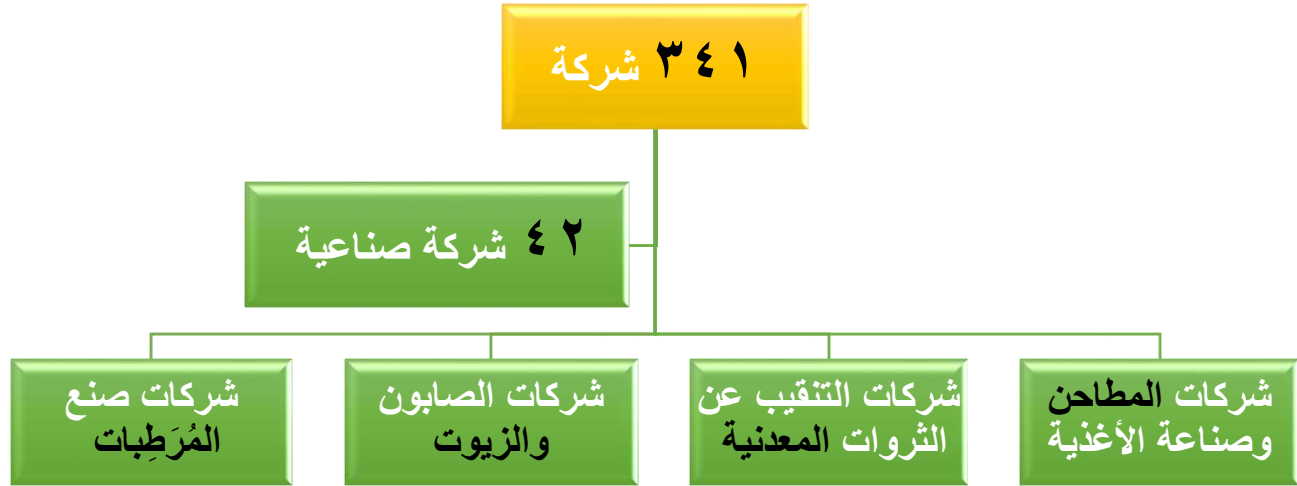 ٣٤١ شركة
٤٢ شركة صناعية
شركات المطاحن
وصناعة الأغذية
شركات التنقيب عن
الثروات المعدنية
شركات الصابون
والزيوت
شركات صنع
المُرَطِبات